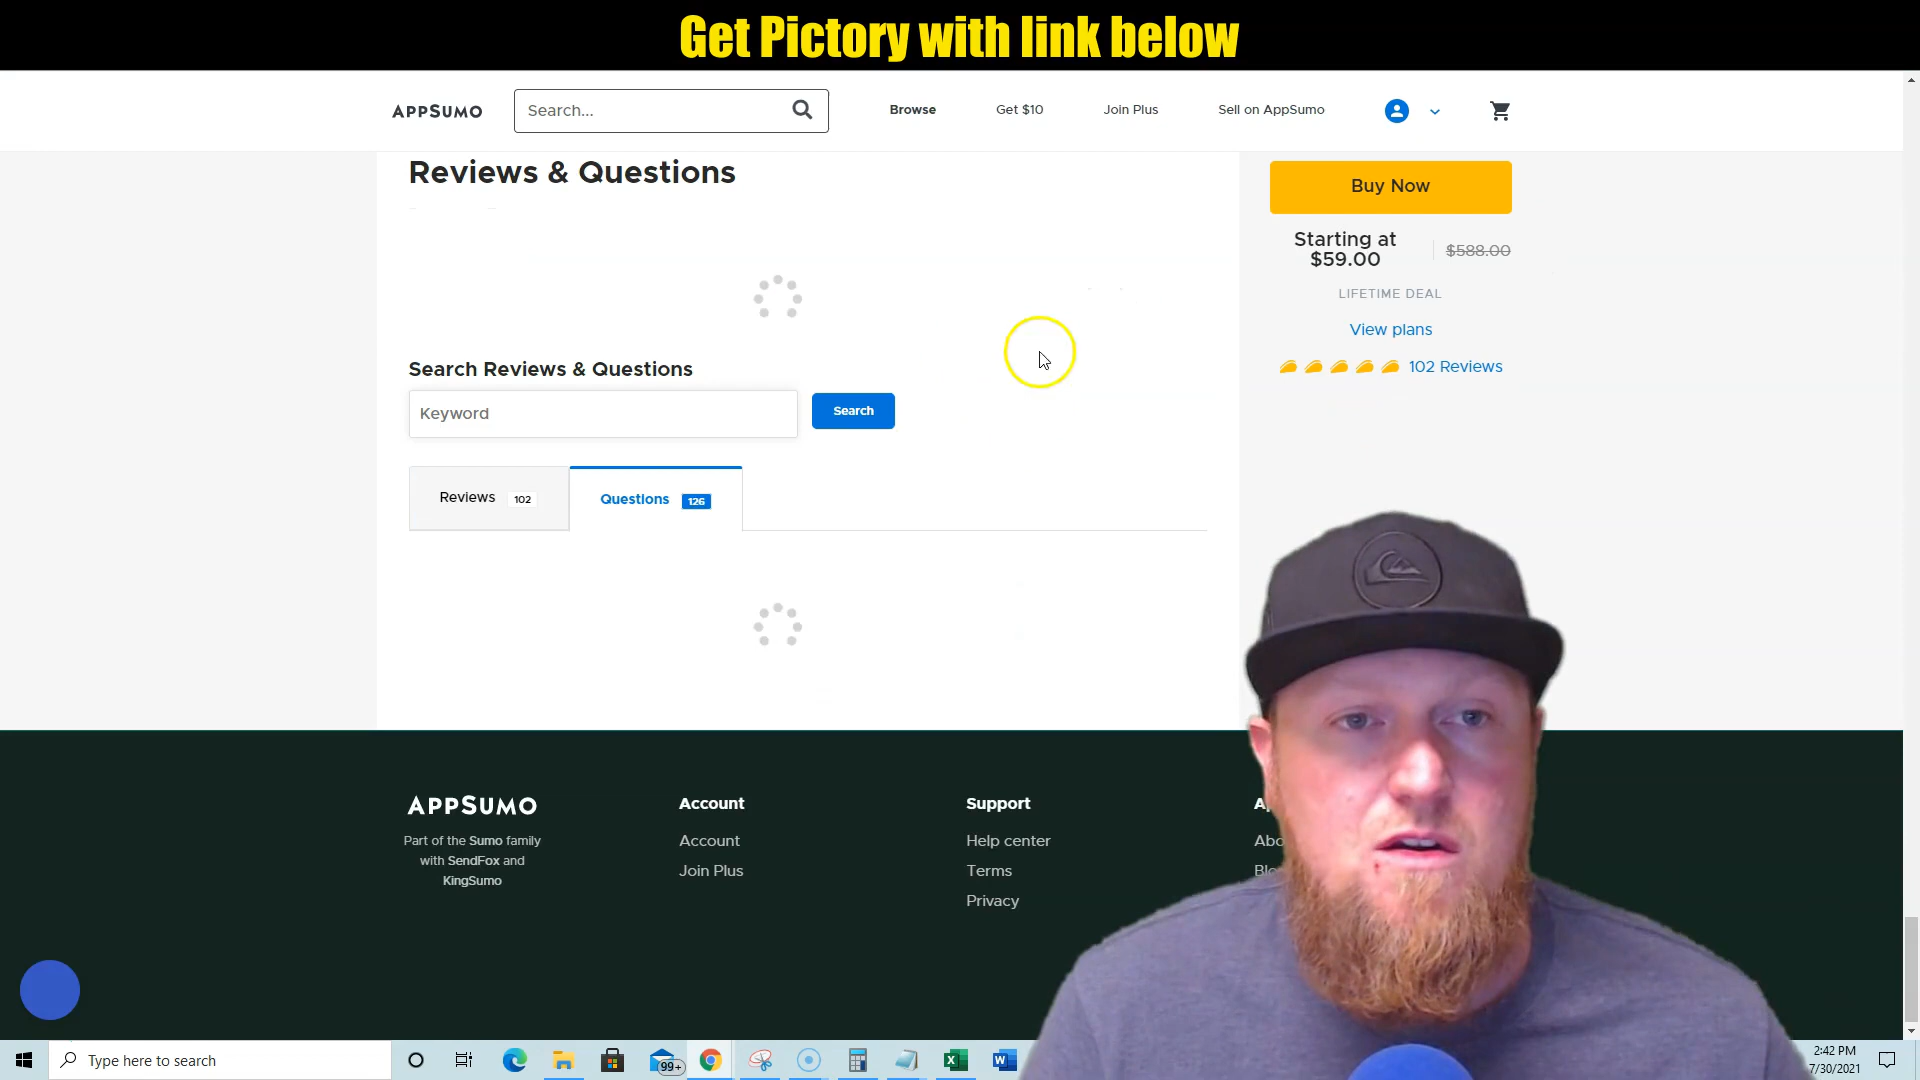 Get Pictory with link below
APPSUMO
Search...
Browse
Get $10
Join Plus
Sell on AppSumo
Reviews & Questions
Buy Now
Starting at
$59.00
$588.00
LIFETIME DEAL
View plans
102 Reviews
Search Reviews & Questions
Keyword
Search
Reviews 102
Questions 126
APPSUMO
Part of the Sumo family
with SendFox and
KingSumo
Account
Account
Join Plus
Support
Help center
Terms
Privacy
Type here to search
99+
2:42 PM
7/30/2021